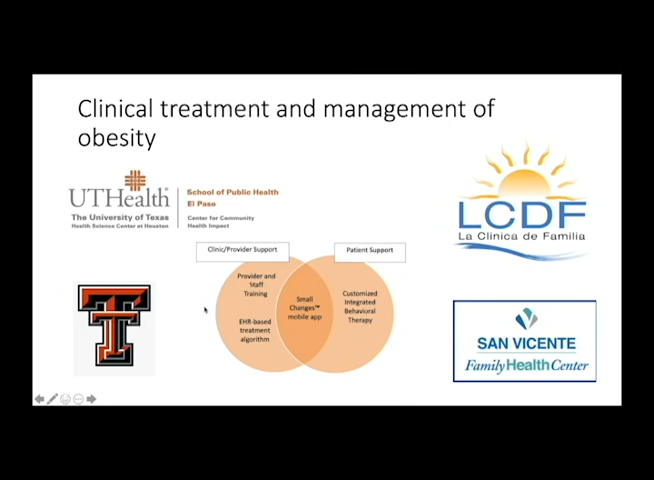 Clinical treatment and management of
obesity
UTHealth®
The University of Texas
Health Science Center at Houston
School of Public Health
El Paso
Center for Community
Health Impact
LCDF
La Clinica de Familia
Clinic/Provider Support
Patient Support
Provider and
Staff
Training
EHR-based
treatment
algorithm
Small
Changes™
mobile app
Customized
Integrated
Behavioral
Therapy
SAN VICENTE
Family Health Center